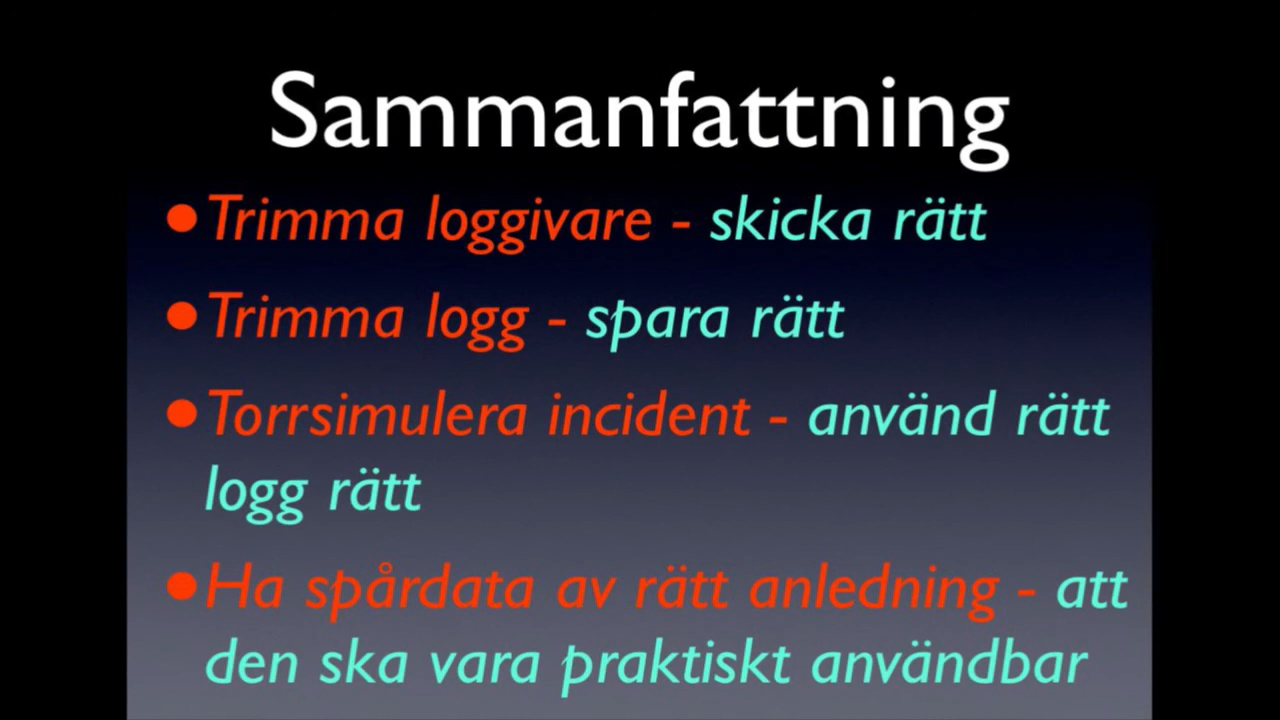 Sammanfattning
•Trimma loggivare - skicka rätt
•Trimma logg - spara rätt
•Torrsimulera incident - använd rätt
logg rätt
•Ha spårdata av rätt anledning - att
den ska vara praktiskt användbar